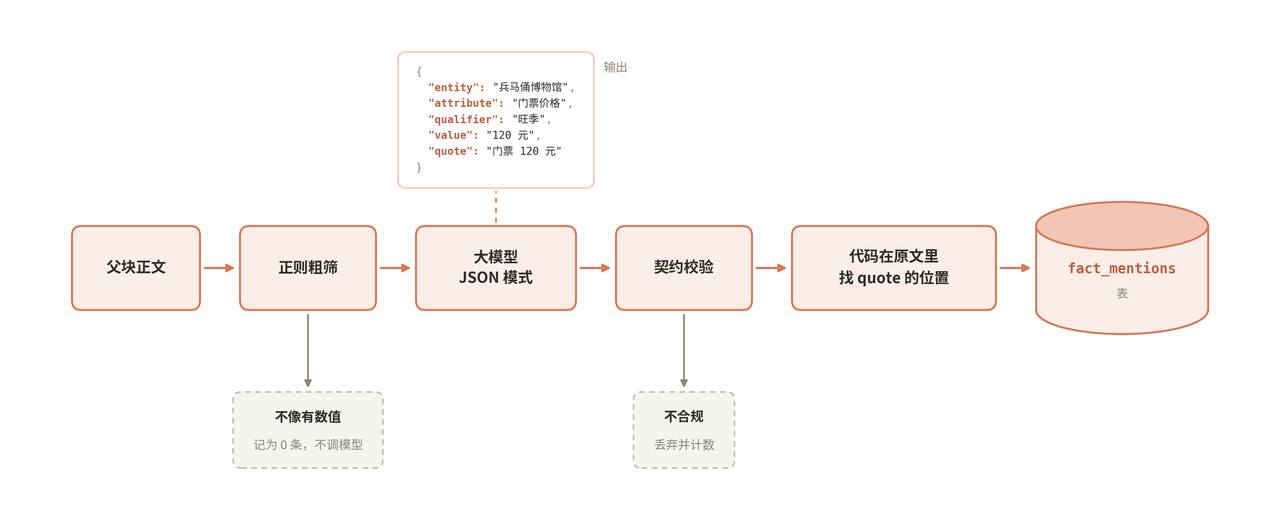 {
"entity": "兵马俑博物馆",
"attribute": "门票价格",
"qualifier": "旺季",
"value": "120 元",
"quote": "门票 120 元"
}
输出
父块正文
正则粗筛
大模型
JSON 模式
契约校验
代码在原文里
找 quote 的位置
fact_mentions
表
不像有数值
记为 0 条，不调模型
不合规
丢弃并计数